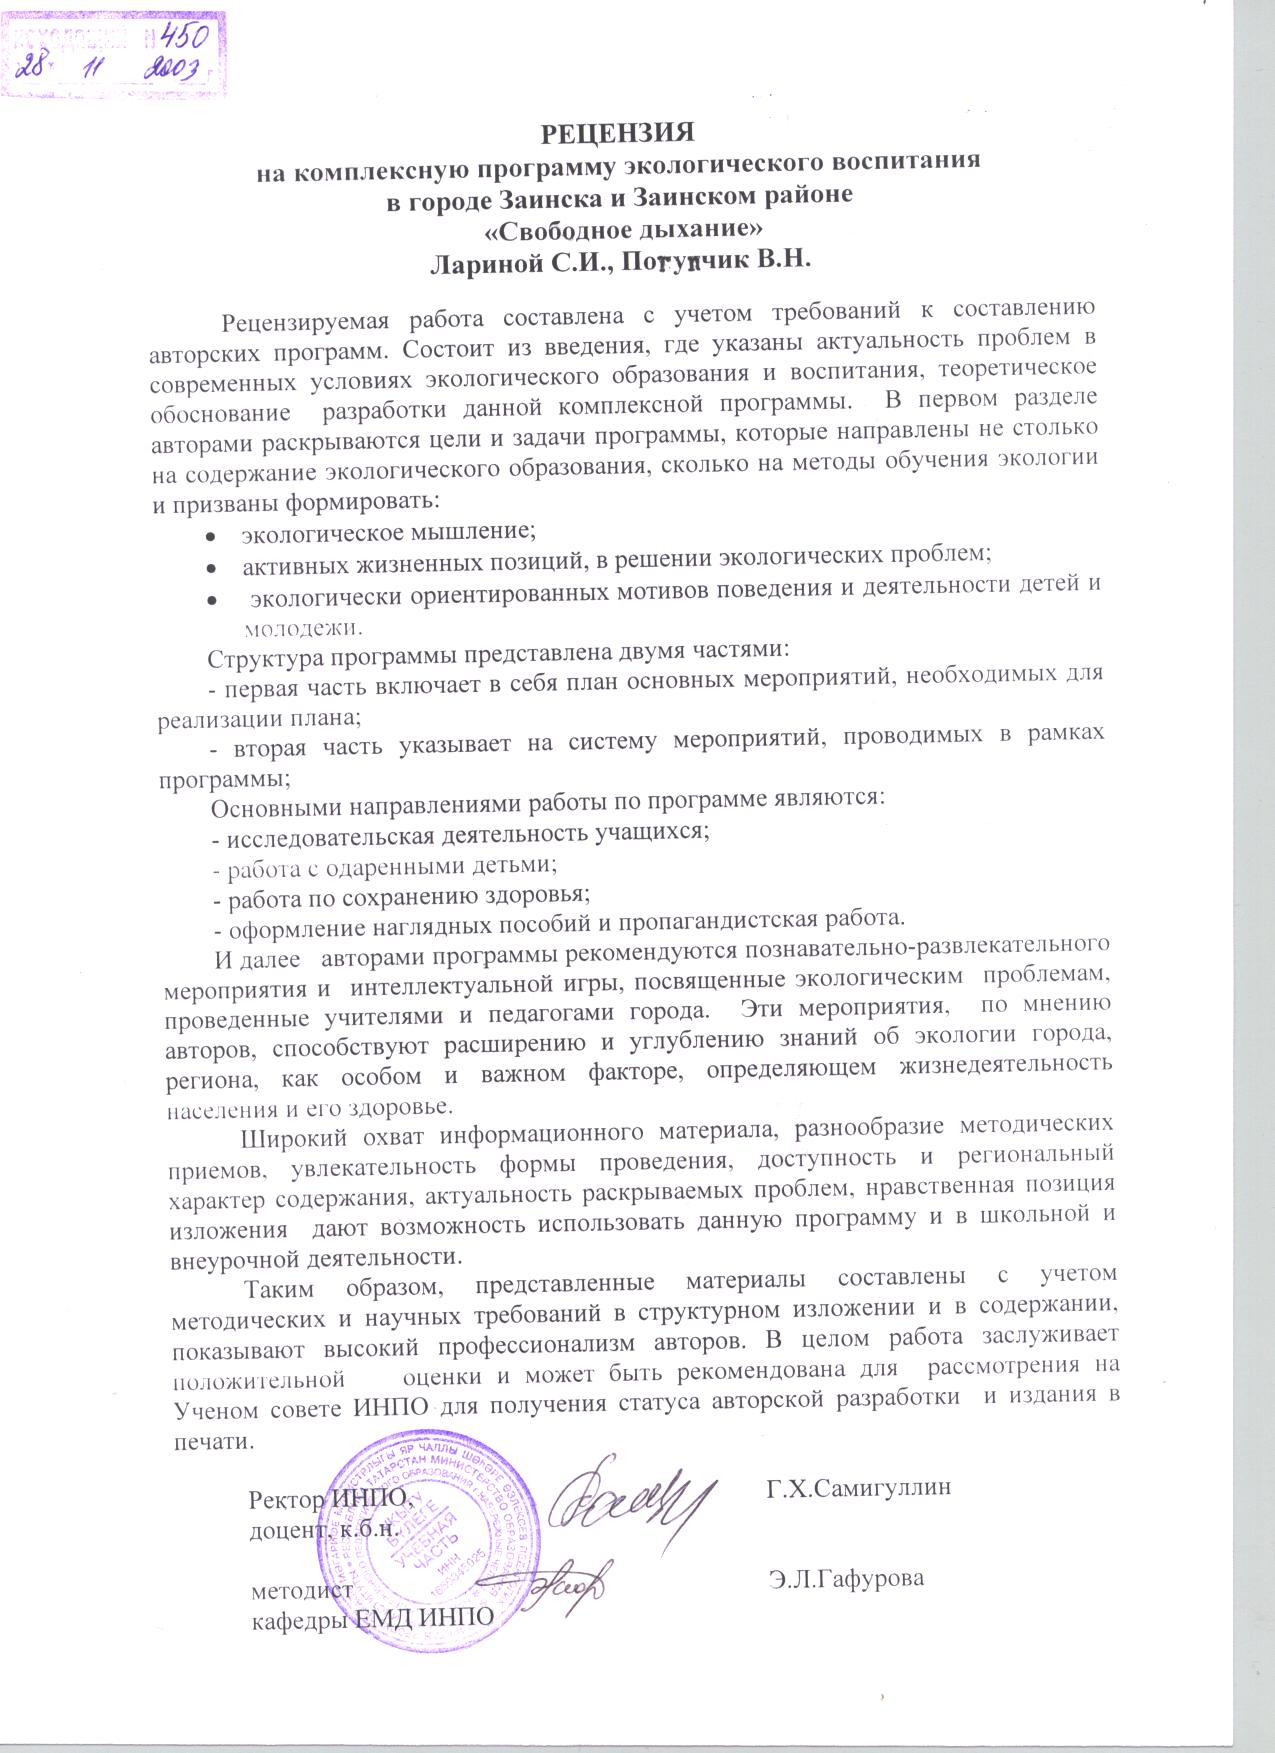 ИСХОДЯЩИЙ N 450
28 11 2003 г
РЕЦЕНЗИЯ
на комплексную программу экологического воспитания
в городе Заинска и Заинском районе
«Свободное дыхание»
Лариной С.И., Погупчик В.Н.
Рецензируемая работа составлена с учетом требований к составлению
авторских программ. Состоит из введения, где указаны актуальность проблем в
современных условиях экологического образования и воспитания, теоретическое
обоснование разработки данной комплексной программы. В первом разделе
авторами раскрываются цели и задачи программы, которые направлены не столько
на содержание экологического образования, сколько на методы обучения экологии
и призваны формировать:
• экологическое мышление;
• активных жизненных позиций, в решении экологических проблем;
• экологически ориентированных мотивов поведения и деятельности детей и
молодежи.
Структура программы представлена двумя частями:
- первая часть включает в себя план основных мероприятий, необходимых для
реализации плана;
- вторая часть указывает на систему мероприятий, проводимых в рамках
программы;
Основными направлениями работы по программе являются:
- исследовательская деятельность учащихся;
- работа с одаренными детьми;
- работа по сохранению здоровья;
- оформление наглядных пособий и пропагандистская работа.
И далее авторами программы рекомендуются познавательно-развлекательного
мероприятия и интеллектуальной игры, посвященные экологическим проблемам,
проведенные учителями и педагогами города. Эти мероприятия, по мнению
авторов, способствуют расширению и углублению знаний об экологии города,
региона, как особом и важном факторе, определяющем жизнедеятельность
населения и его здоровье.
Широкий охват информационного материала, разнообразие методических
приемов, увлекательность формы проведения, доступность и региональный
характер содержания, актуальность раскрываемых проблем, нравственная позиция
изложения дают возможность использовать данную программу и в школьной и
внеурочной деятельности.
Таким образом, представленные материалы составлены с учетом
методических и научных требований в структурном изложении и в содержании,
показывают высокий профессионализм авторов. В целом работа заслуживает
положительной оценки и может быть рекомендована для рассмотрения на
Ученом совете ИНПО для получения статуса авторской разработки и издания в
печати.
Ректор ИНПО, Г.Х.Самигуллин
доцент, к.б.н.
методист Э.Л.Гафурова
кафедры ЕМД ИНПО
УКЫТУ
БҮЛЕГЕ
УЧЕБНАЯ
ЧАСТЬ
ИНН